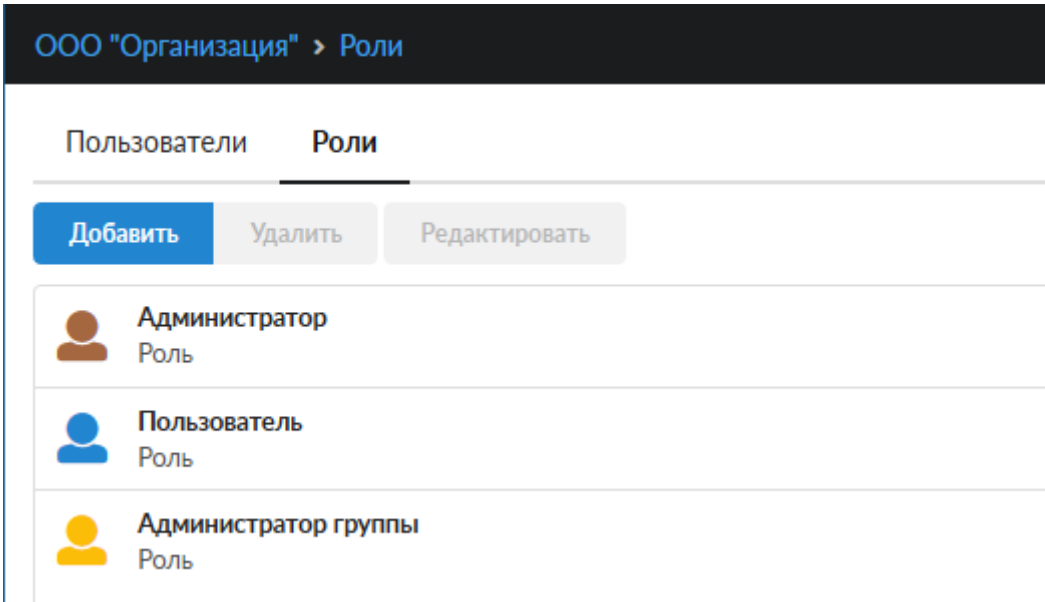 ООО "Организация" > Роли
Пользователи Роли
Добавить Удалить Редактировать
Администратор
Роль
Пользователь
Роль
Администратор группы
Роль